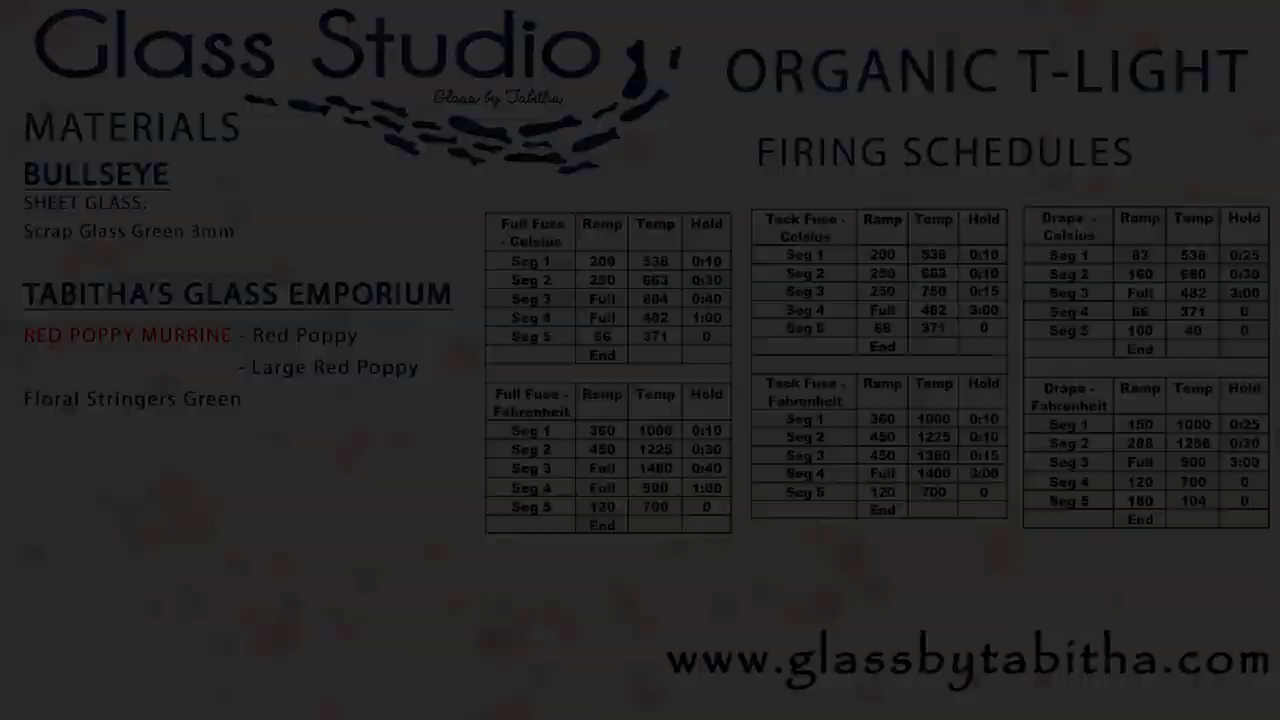 Glass Studio
Glass by Tabitha
ORGANIC T-LIGHT
FIRING SCHEDULES
MATERIALS
BULLSEYE
SHEET GLASS:
Scrap Glass Green 3mm
TABITHA'S GLASS EMPORIUM
RED POPPY MURRINE - Red Poppy
- Large Red Poppy
Floral Stringers Green
Full Fuse - Celsius Ramp Temp Hold
Seg 1 200 538 0:10
Seg 2 250 663 0:30
Seg 3 Full 804 0:40
Seg 4 Full 482 1:00
Seg 5 66 371 0
End
Full Fuse - Fahrenheit Ramp Temp Hold
Seg 1 360 1000 0:10
Seg 2 450 1225 0:30
Seg 3 Full 1480 0:40
Seg 4 Full 900 1:00
Seg 5 120 700 0
End
Tack Fuse - Celsius Ramp Temp Hold
Seg 1 200 538 0:10
Seg 2 250 663 0:10
Seg 3 250 750 0:15
Seg 4 Full 482 3:00
Seg 5 66 371 0
End
Tack Fuse - Fahrenheit Ramp Temp Hold
Seg 1 360 1000 0:10
Seg 2 450 1225 0:10
Seg 3 450 1380 0:15
Seg 4 Full 1400 3:00
Seg 5 120 700 0
End
Drape - Celsius Ramp Temp Hold
Seg 1 83 538 0:25
Seg 2 160 680 0:30
Seg 3 Full 482 3:00
Seg 4 66 371 0
Seg 5 100 40 0
End
Drape - Fahrenheit Ramp Temp Hold
Seg 1 150 1000 0:25
Seg 2 288 1256 0:30
Seg 3 Full 900 3:00
Seg 4 120 700 0
Seg 5 180 104 0
End
www.glassbytabitha.com